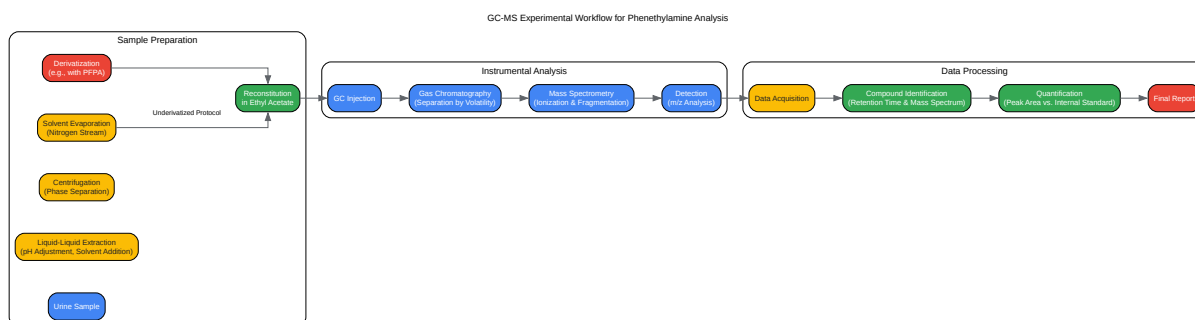 GC-MS Experimental Workflow for Phenethylamine Analysis
Sample Preparation
Derivatization
(e.g., with PFPA)
Reconstitution
in Ethyl Acetate
Underivatized Protocol
Solvent Evaporation
(Nitrogen Stream)
Centrifugation
(Phase Separation)
Liquid-Liquid Extraction
(pH Adjustment, Solvent Addition)
Urine Sample
Instrumental Analysis
GC Injection
Gas Chromatography
(Separation by Volatility)
Mass Spectrometry
(Ionization & Fragmentation)
Detection
(m/z Analysis)
Data Processing
Data Acquisition
Compound Identification
(Retention Time & Mass Spectrum)
Quantification
(Peak Area vs. Internal Standard)
Final Report